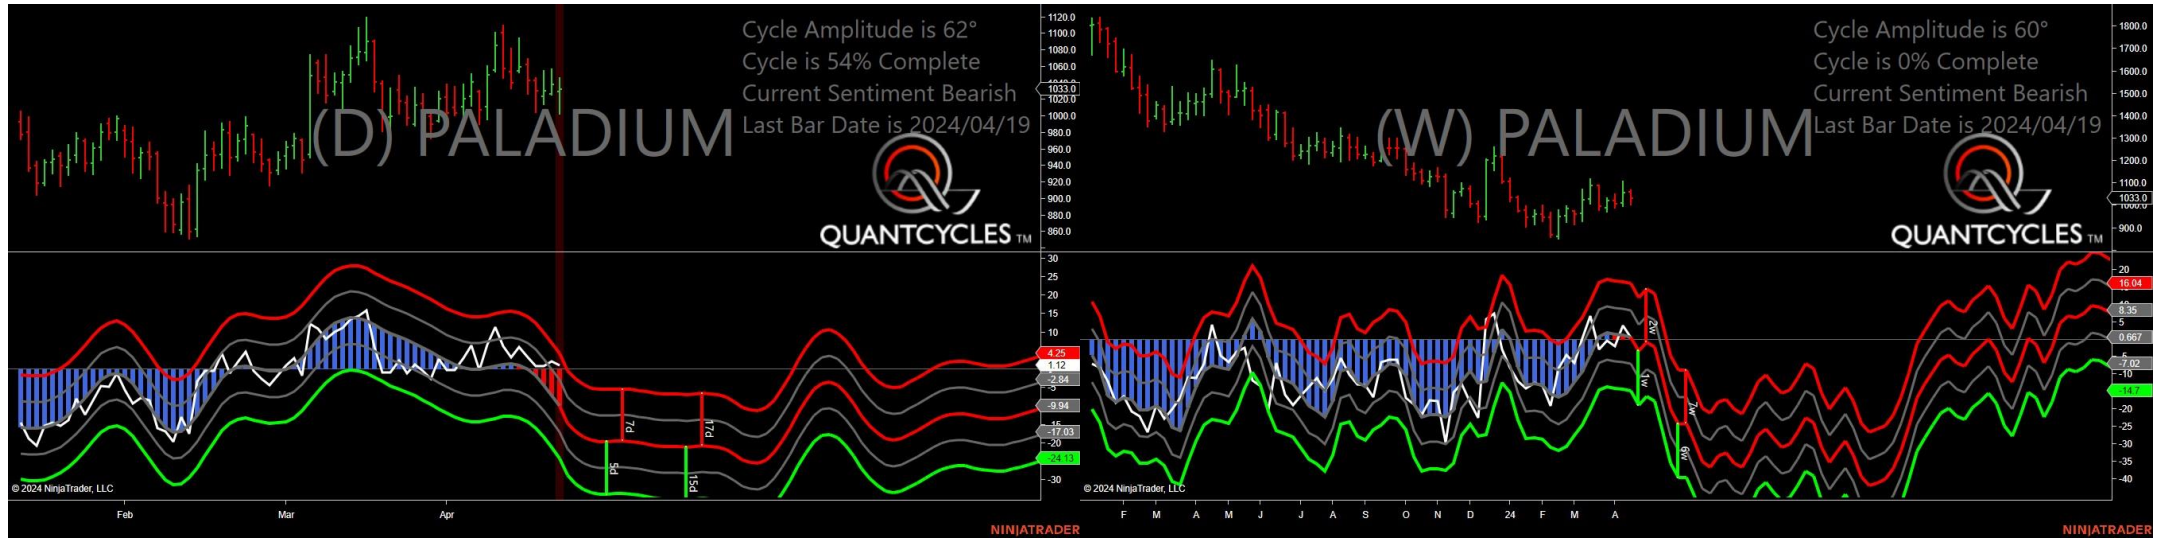 Cycle Amplitude is 62°
Cycle is 54% Complete
Current Sentiment Bearish
Last Bar Date is 2024/04/19
(D) PALADIUM
QUANTCYCLES TM
1120.0
1100.0
1080.0
1060.0
1033.0
1020.0
1000.0
980.0
960.0
940.0
920.0
900.0
880.0
860.0
30
25
20
15
10
4.25
1.12
-2.84
-5
-9.94
-17.03
-20
-24.13
-30
7d
17d
5d
15d
© 2024 NinjaTrader, LLC
Feb
Mar
Apr
NINJATRADER
Cycle Amplitude is 60°
Cycle is 0% Complete
Current Sentiment Bearish
Last Bar Date is 2024/04/19
(W) PALADIUM
QUANTCYCLES TM
1800.0
1700.0
1600.0
1500.0
1400.0
1300.0
1200.0
1100.0
1033.0
900.0
20
16.04
8.35
5
0.667
-7.02
-10
-14.7
-20
-25
-30
-35
-40
2w
1w
7w
6w
© 2024 NinjaTrader, LLC
F
M
A
M
J
J
A
S
O
N
D
24
F
M
A
NINJATRADER